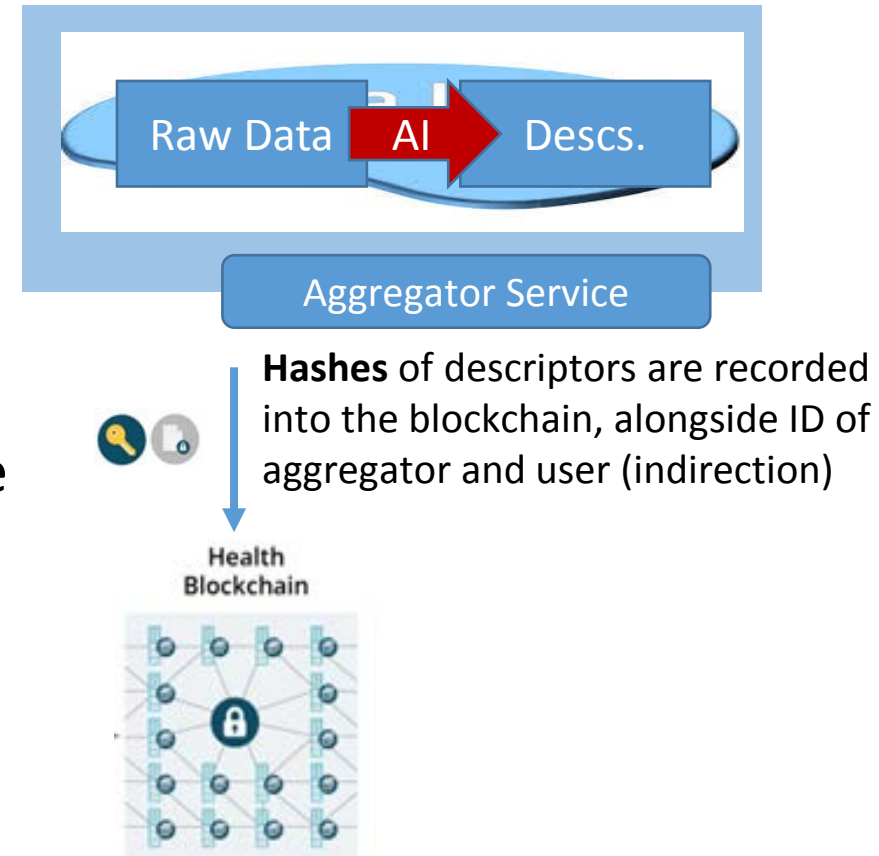 Raw Data AI Descs.
Aggregator Service
Hashes of descriptors are recorded
into the blockchain, alongside ID of
aggregator and user (indirection)
e
Health
Blockchain